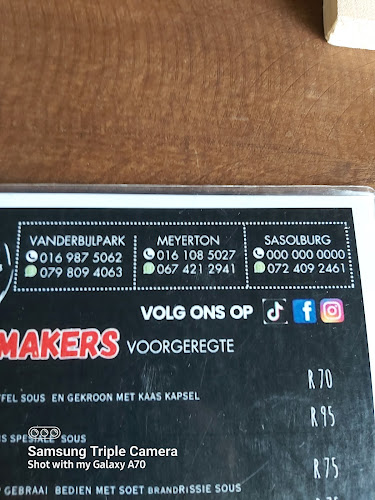 VANDERBIJLPARK
016 987 5062
079 809 4063
MEYERTON
016 108 5027
067 421 2941
SASOLBURG
000 000 0000
072 409 2461
VOLG ONS OP
MAKERS VOORGEREGTE
R70
SOUS EN GEKROON MET KAAS KAPSEL
R95
SPESIALE SOUS
R75
GEBRAAI BEDIEN MET SOET BRANDRISSIE SOUS
Samsung Triple Camera
Shot with my Galaxy A70